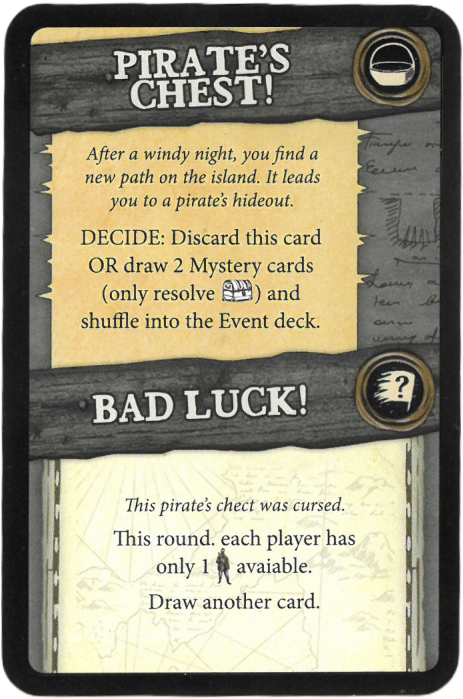 PIRATE'S
CHEST!
After a windy night, you find a
new path on the island. It leads
you to a pirate's hideout.
DECIDE: Discard this card
OR draw 2 Mystery cards
(only resolve ) and
shuffle into the Event deck.
BAD LUCK!
?
This pirate's chect was cursed.
This round, each player has
only 1 avaiable.
Draw another card.